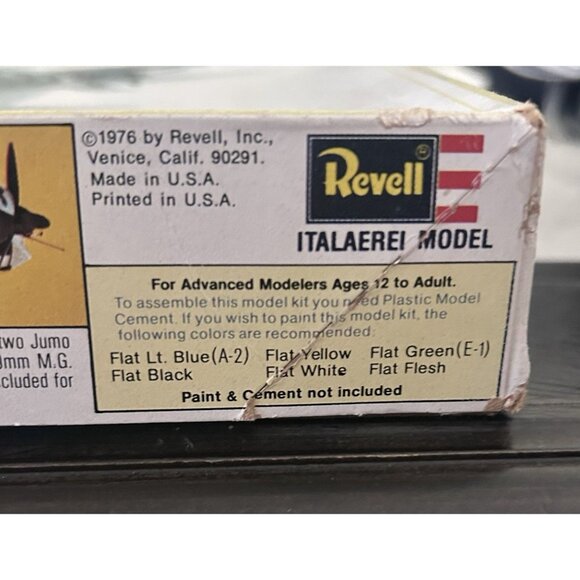 ©1976 by Revell, Inc.,
Venice, Calif. 90291.
Made in U.S.A.
Printed in U.S.A.
Revell®
ITALAEREI MODEL
For Advanced Modelers Ages 12 to Adult.
To assemble this model kit you need Plastic Model
Cement. If you wish to paint this model kit, the
following colors are recommended:
Flat Lt. Blue (A-2) Flat Yellow Flat Green (E-1)
Flat Black Flat White Flat Flesh
Paint & Cement not included
two Jumo
mm M.G.
cluded for